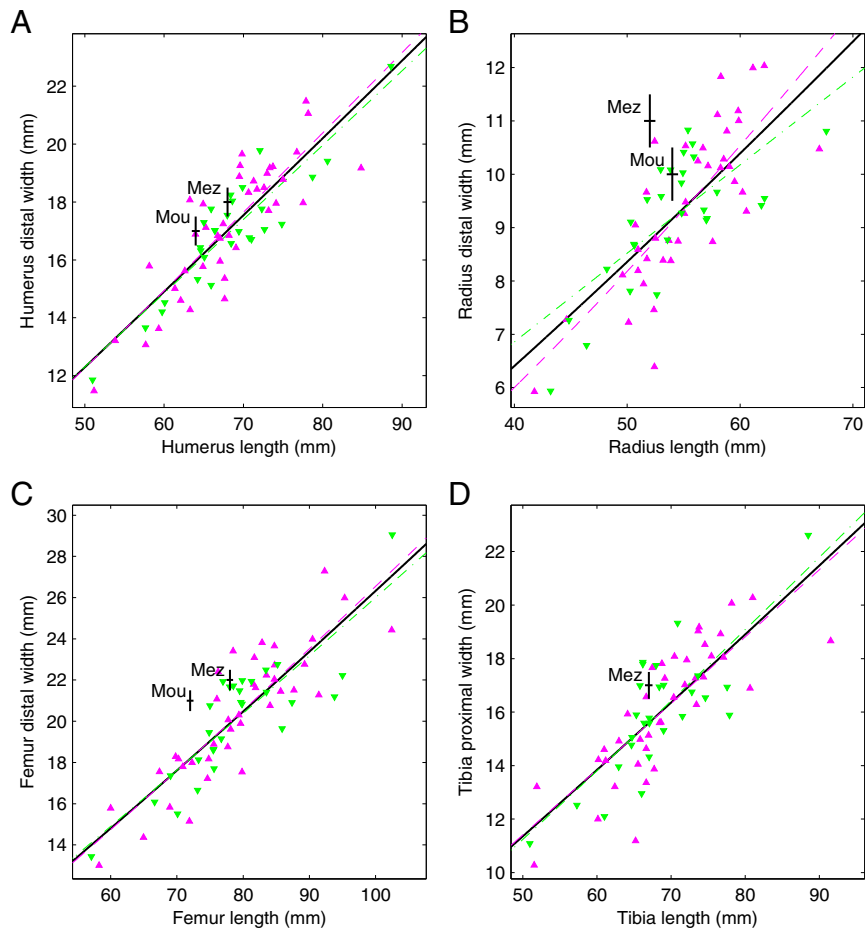 A
22
20
18
16
14
12
50 60 70 80 90
Humerus length (mm)
Humerus distal width (mm)
Mez
Mou
B
12
11
10
9
8
7
6
40 50 60 70
Radius length (mm)
Radius distal width (mm)
Mez
Mou
C
30
28
26
24
22
20
18
16
14
60 70 80 90 100
Femur length (mm)
Femur distal width (mm)
Mez
Mou
D
22
20
18
16
14
12
10
50 60 70 80 90
Tibia length (mm)
Tibia proximal width (mm)
Mez